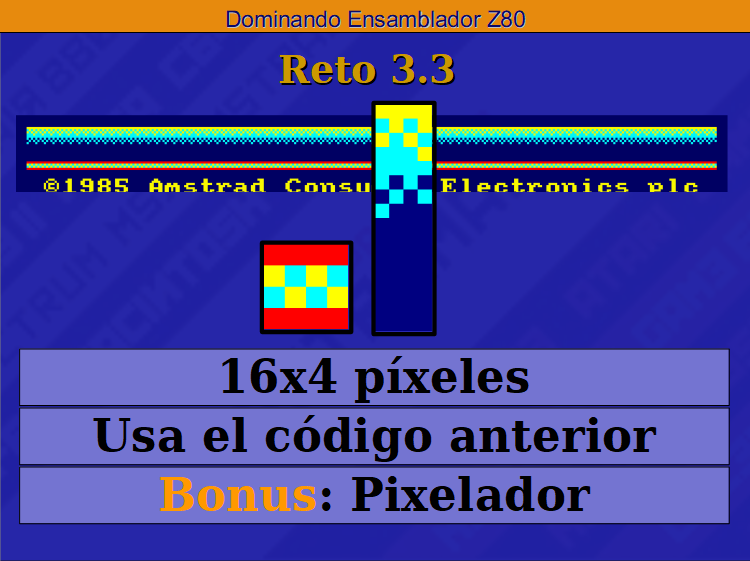 Dominando Ensamblador Z80
Reto 3.3
©1985 Amstrad Consu Electronics plc
16x4 píxeles
Usa el código anterior
Bonus: Pixelador